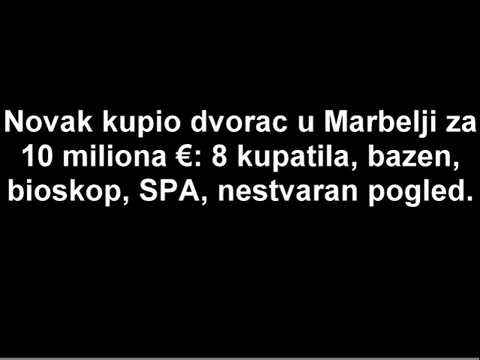 Novak kupio dvorac u Marbelji za
10 miliona €: 8 kupatila, bazen,
bioskop, SPA, nestvaran pogled.